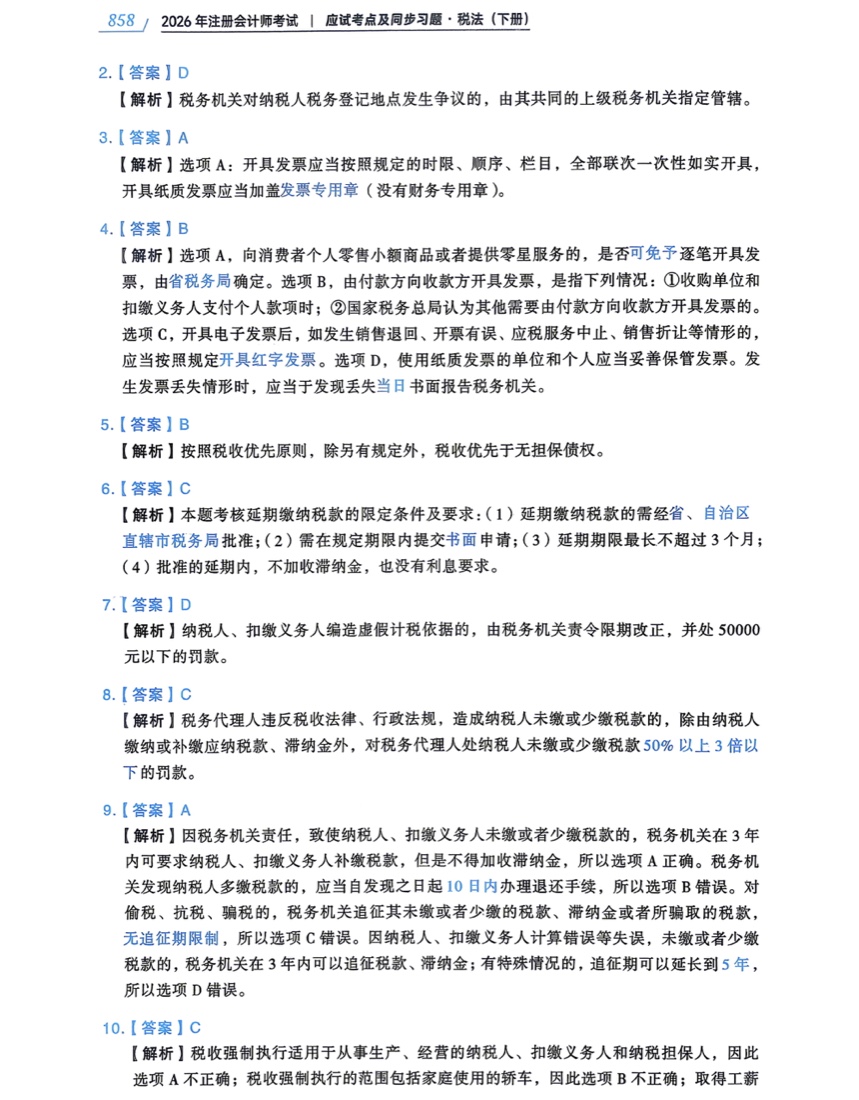 858 / 2026 年注册会计师考试 | 应试考点及同步习题·税法（下册）
2.【答案】D
【解析】税务机关对纳税人税务登记地点发生争议的，由其共同的上级税务机关指定管辖。
3.【答案】A
【解析】选项 A：开具发票应当按照规定的时限、顺序、栏目，全部联次一次性如实开具，
开具纸质发票应当加盖发票专用章（没有财务专用章）。
4.【答案】B
【解析】选项 A，向消费者个人零售小额商品或者提供零星服务的，是否可免予逐笔开具发
票，由省税务局确定。选项 B，由付款方向收款方开具发票，是指下列情况：①收购单位和
扣缴义务人支付个人款项时；②国家税务总局认为其他需要由付款方向收款方开具发票的。
选项 C，开具电子发票后，如发生销售退回、开票有误、应税服务中止、销售折让等情形的，
应当按照规定开具红字发票。选项 D，使用纸质发票的单位和个人应当妥善保管发票。发
生发票丢失情形时，应当于发现丢失当日书面报告税务机关。
5.【答案】B
【解析】按照税收优先原则，除另有规定外，税收优先于无担保债权。
6.【答案】C
【解析】本题考核延期缴纳税款的限定条件及要求：（1）延期缴纳税款的需经省、自治区
直辖市税务局批准；（2）需在规定期限内提交书面申请；（3）延期期限最长不超过 3 个月；
（4）批准的延期内，不加收滞纳金，也没有利息要求。
7.【答案】D
【解析】纳税人、扣缴义务人编造虚假计税依据的，由税务机关责令限期改正，并处 50000
元以下的罚款。
8.【答案】C
【解析】税务代理人违反税收法律、行政法规，造成纳税人未缴或少缴税款的，除由纳税人
缴纳或补缴应纳税款、滞纳金外，对税务代理人处纳税人未缴或少缴税款 50% 以上 3 倍以
下的罚款。
9.【答案】A
【解析】因税务机关责任，致使纳税人、扣缴义务人未缴或者少缴税款的，税务机关在 3 年
内可要求纳税人、扣缴义务人补缴税款，但是不得加收滞纳金，所以选项 A 正确。税务机
关发现纳税人多缴税款的，应当自发现之日起 10 日内办理退还手续，所以选项 B 错误。对
偷税、抗税、骗税的，税务机关追征其未缴或者少缴的税款、滞纳金或者所骗取的税款，
无追征期限制，所以选项 C 错误。因纳税人、扣缴义务人计算错误等失误，未缴或者少缴
税款的，税务机关在 3 年内可以追征税款、滞纳金；有特殊情况的，追征期可以延长到 5 年，
所以选项 D 错误。
10.【答案】C
【解析】税收强制执行适用于从事生产、经营的纳税人、扣缴义务人和纳税担保人，因此
选项 A 不正确；税收强制执行的范围包括家庭使用的轿车，因此选项 B 不正确；取得工薪